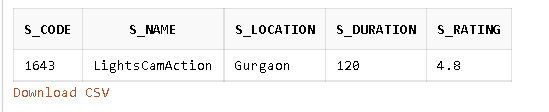 S_CODE S_NAME S_LOCATION S_DURATION S_RATING
1643 LightsCamAction Gurgaon 120 4.8
Download CSV